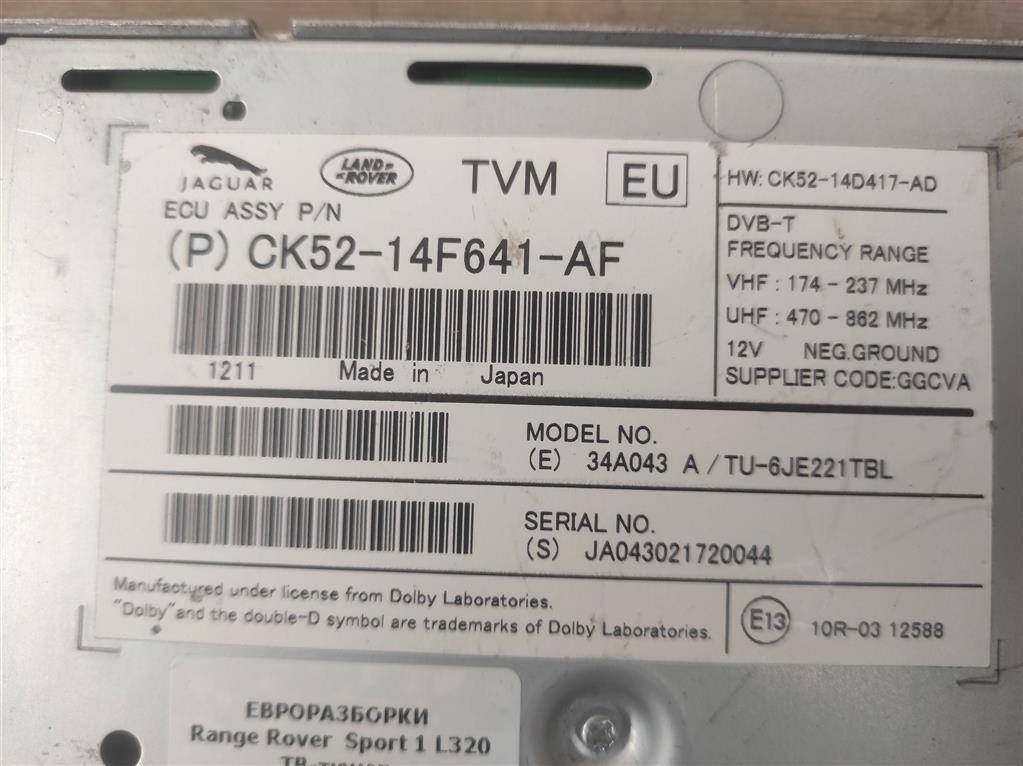 JAGUAR
LAND-
ROVER
TVM
EU
ECU ASSY P/N
(P) CK52-14F641-AF
1211 Made in Japan
HW: CK52-14D417-AD
DVB-T
FREQUENCY RANGE
VHF : 174 - 237 MHz
UHF : 470 - 862 MHz
12V NEG.GROUND
SUPPLIER CODE:GGCVA
MODEL NO.
(E) 34A043 A / TU-6JE221TBL
SERIAL NO.
(S) JA043021720044
Manufactured under license from Dolby Laboratories.
"Dolby"and the double-D symbol are trademarks of Dolby Laboratories.
E13 10R-03 12588
ЕВРОРАЗБОРКИ
Range Rover Sport 1 L320